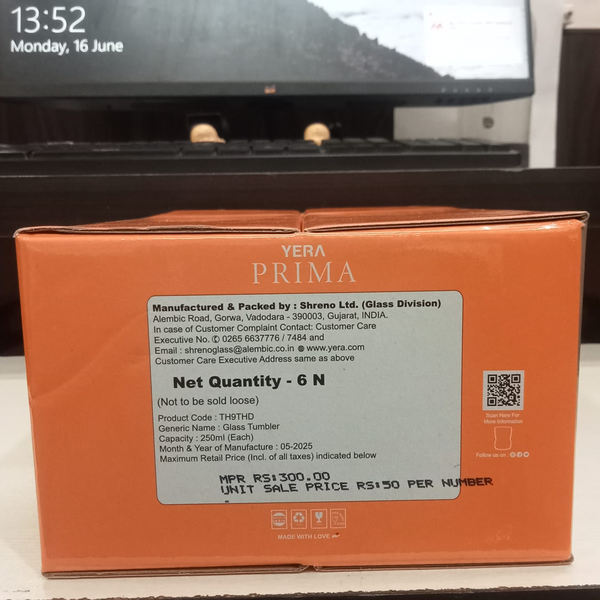 13:52
Monday, 16 June
YERA
PRIMA
Manufactured & Packed by : Shreno Ltd. (Glass Division)
Alembic Road, Gorwa, Vadodara - 390003, Gujarat, INDIA.
In case of Customer Complaint Contact: Customer Care
Executive No. ✆ 0265 6637776 / 7484 and
Email : shrenoglass@alembic.co.in www.yera.com
Customer Care Executive Address same as above
Net Quantity - 6 N
(Not to be sold loose)
Product Code : TH9THD
Generic Name : Glass Tumbler
Capacity : 250ml (Each)
Month & Year of Manufacture : 05-2025
Maximum Retail Price (Incl. of all taxes) indicated below
MPR RS:300.00
UNIT SALE PRICE RS:50 PER NUMBER
Scan Here For
More Information
Follow us on :
MADE WITH LOVE